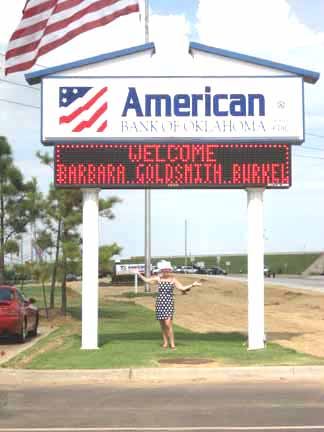 American
BANK OF OKLAHOMA
WELCOME
BARBARA GOLDSMITH BURKEL